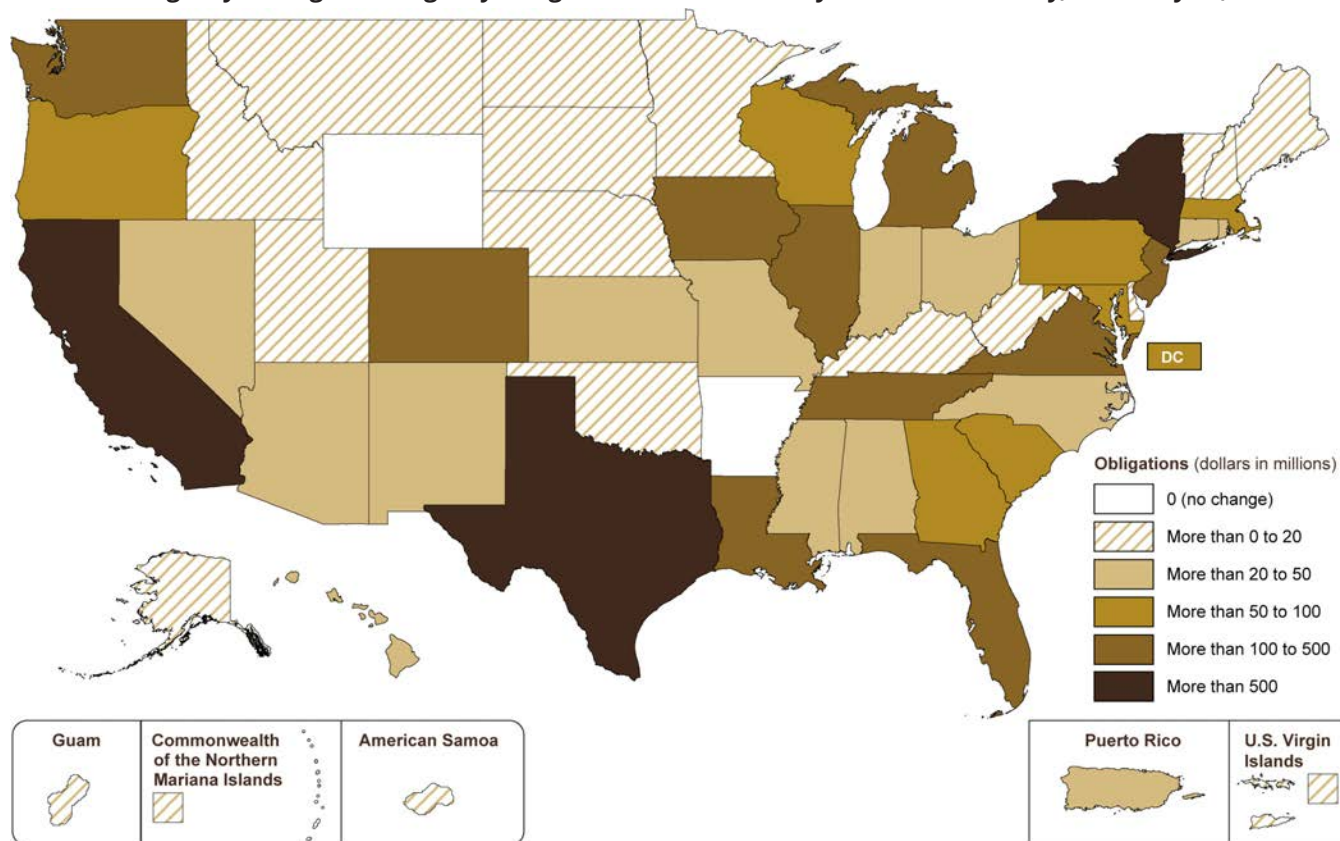 DC
Obligations (dollars in millions)
0 (no change)
More than 0 to 20
More than 20 to 50
More than 50 to 100
More than 100 to 500
More than 500
Guam
Commonwealth
of the Northern
Mariana Islands
American Samoa
Puerto Rico
U.S. Virgin
Islands